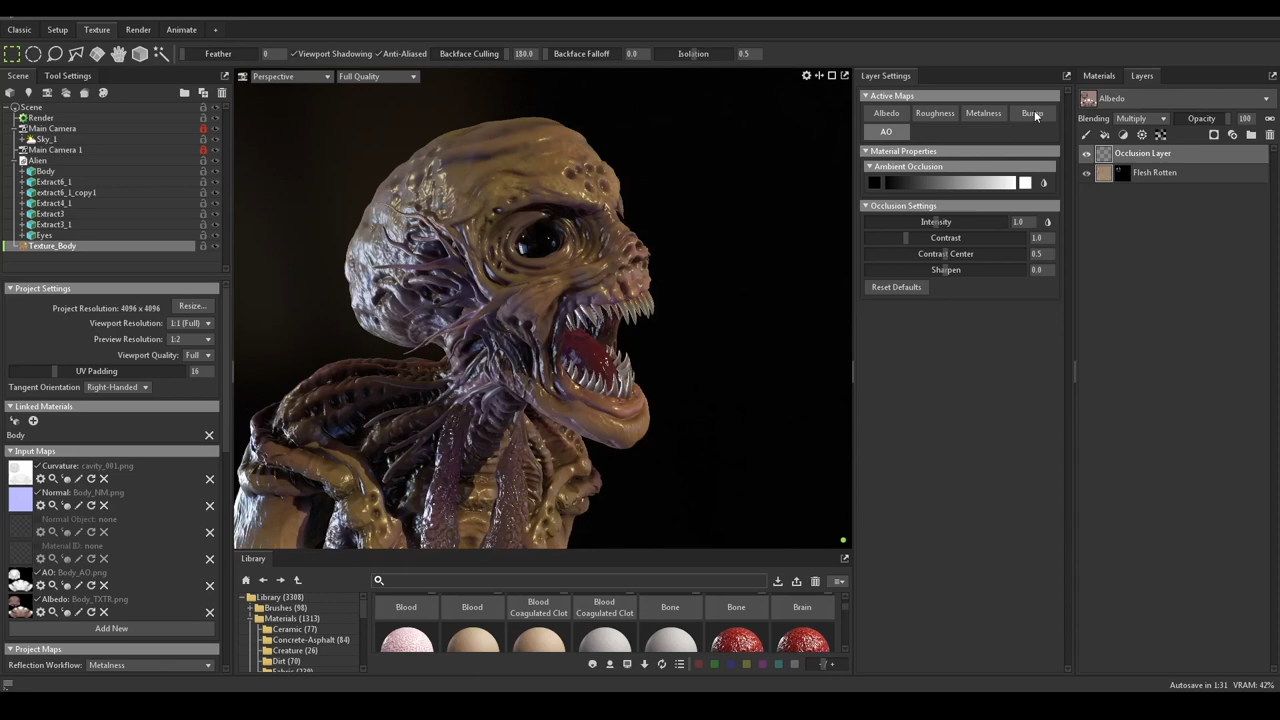 Classic Setup Texture Render Animate +
Feather 0 Viewport Shadowing Anti-Aliased Backface Culling 180.0 Backface Falloff 0.0 Isolation 0.5
Scene Tool Settings
Scene
Render
Main Camera
Sky_1
Main Camera 1
Alien
Body
Extract6_1
Extract6_1_copy1
Extract4_1
Extract3
Extract3_1
Eyes
Texture_Body
Project Settings
Project Resolution: 4096 x 4096 Resize...
Viewport Resolution: 1:1 (Full)
Preview Resolution: 1:2
Viewport Quality: Full
UV Padding 16
Tangent Orientation Right-Handed
Linked Materials
Body
Input Maps
Curvature: cavity_001.png
Normal: Body_NM.png
Normal Object: none
Material ID: none
AO: Body_AO.png
Albedo: Body_TXTR.png
Add New
Project Maps
Reflection Workflow: Metalness
Perspective Full Quality
Library
Library (3308)
Brushes (98)
Materials (1313)
Ceramic (77)
Concrete-Asphalt (84)
Creature (26)
Dirt (70)
Blood
Blood
Blood Coagulated Clot
Blood Coagulated Clot
Bone
Bone
Brain
Layer Settings
Active Maps
Albedo Roughness Metalness
AO
Material Properties
Ambient Occlusion
Occlusion Settings
Intensity 1.0
Contrast 1.0
Contrast Center 0.5
Sharpen 0.0
Reset Defaults
Materials Layers
Albedo
Blending Multiply Opacity 100
Occlusion Layer
Flesh Rotten
Autosave in 1:31 VRAM: 42%